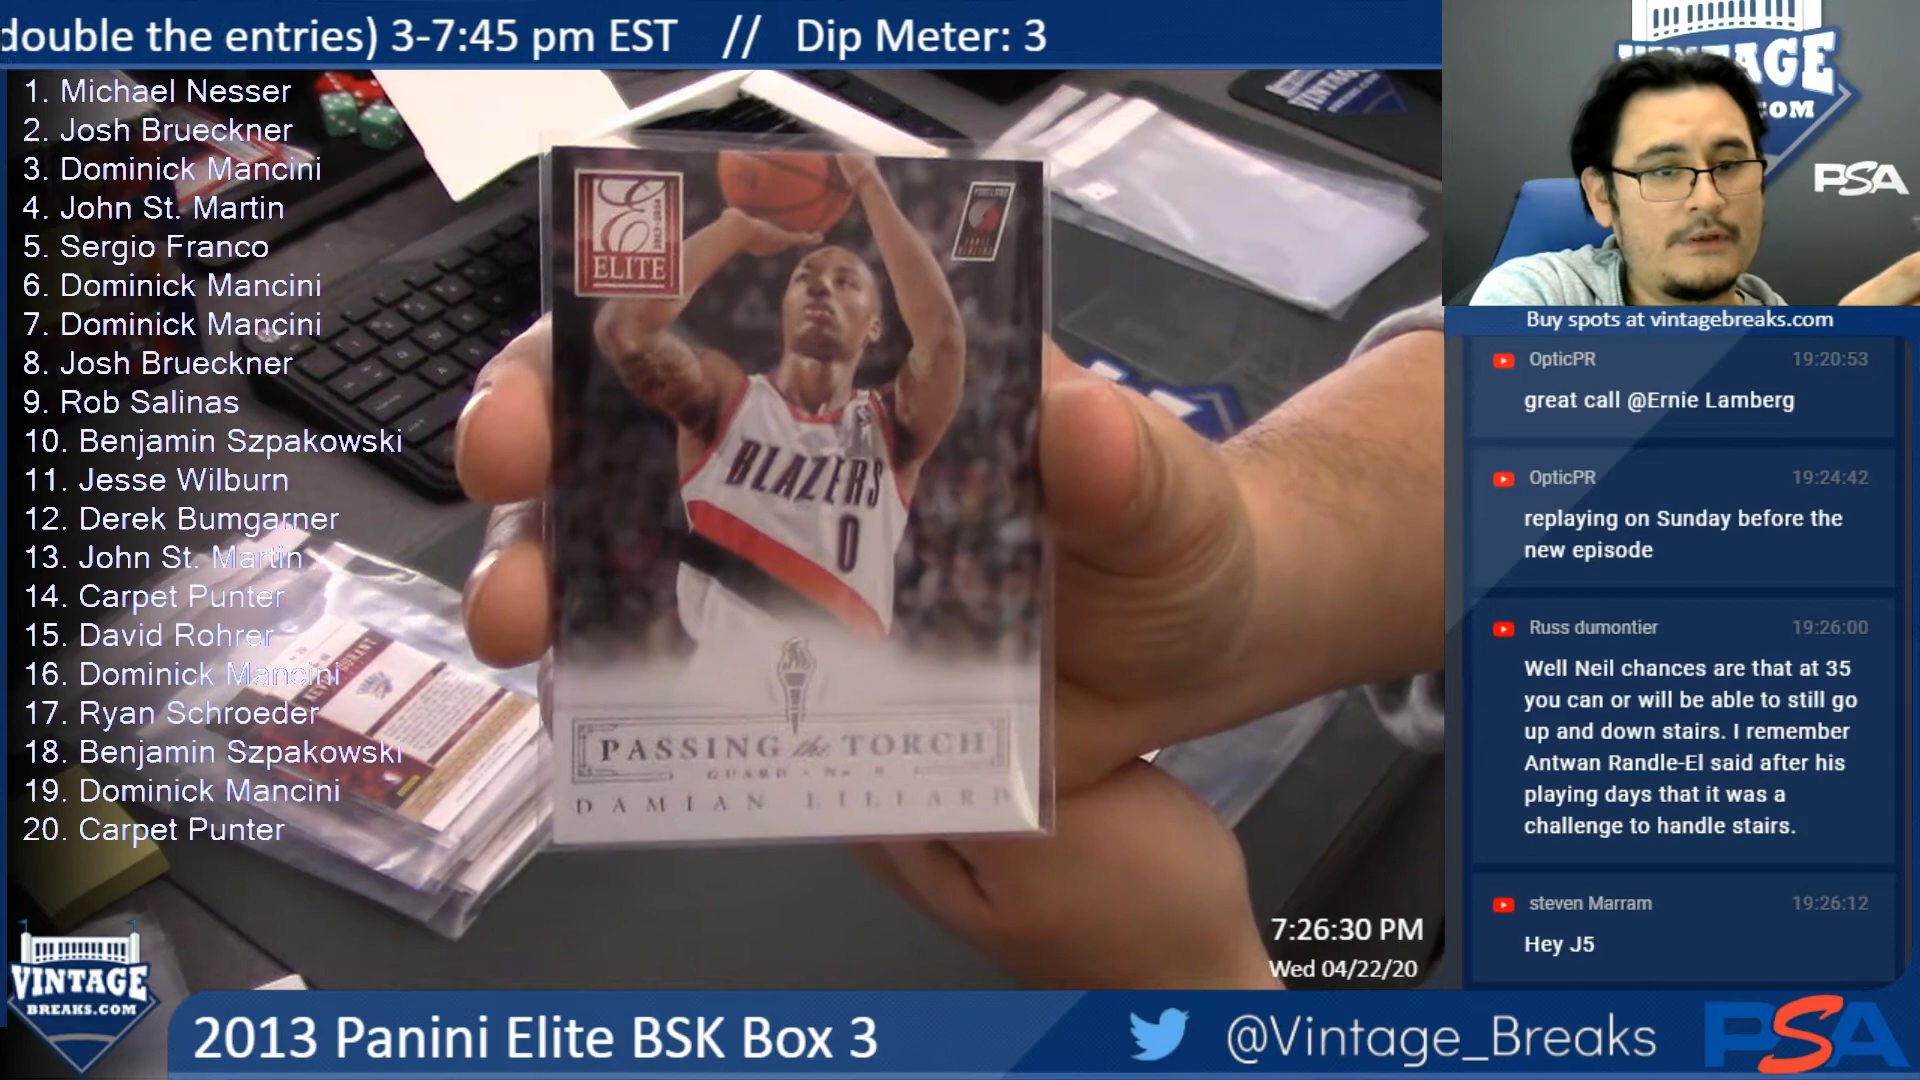 double the entries) 3-7:45 pm EST // Dip Meter: 3
1. Michael Nesser
2. Josh Brueckner
3. Dominick Mancini
4. John St. Martin
5. Sergio Franco
6. Dominick Mancini
7. Dominick Mancini
8. Josh Brueckner
9. Rob Salinas
10. Benjamin Szpakowski
11. Jesse Wilburn
12. Derek Bumgarner
13. John St. Martin
14. Carpet Punter
15. David Rohrer
16. Dominick Mancini
17. Ryan Schroeder
18. Benjamin Szpakowski
19. Dominick Mancini
20. Carpet Punter
E
2013-2014
ELITE
BLAZERS
0
PASSING the TORCH
GUARD • No. 0
DAMIAN LILLARD
VINTAGE
BREAKS.COM
7:26:30 PM
Wed 04/22/20
PSA
Buy spots at vintagebreaks.com
OpticPR 19:20:53
great call @Ernie Lamberg
OpticPR 19:24:42
replaying on Sunday before the
new episode
Russ dumontier 19:26:00
Well Neil chances are that at 35
you can or will be able to still go
up and down stairs. I remember
Antwan Randle-El said after his
playing days that it was a
challenge to handle stairs.
steven Marram 19:26:12
Hey J5
2013 Panini Elite BSK Box 3
@Vintage_Breaks
PSA